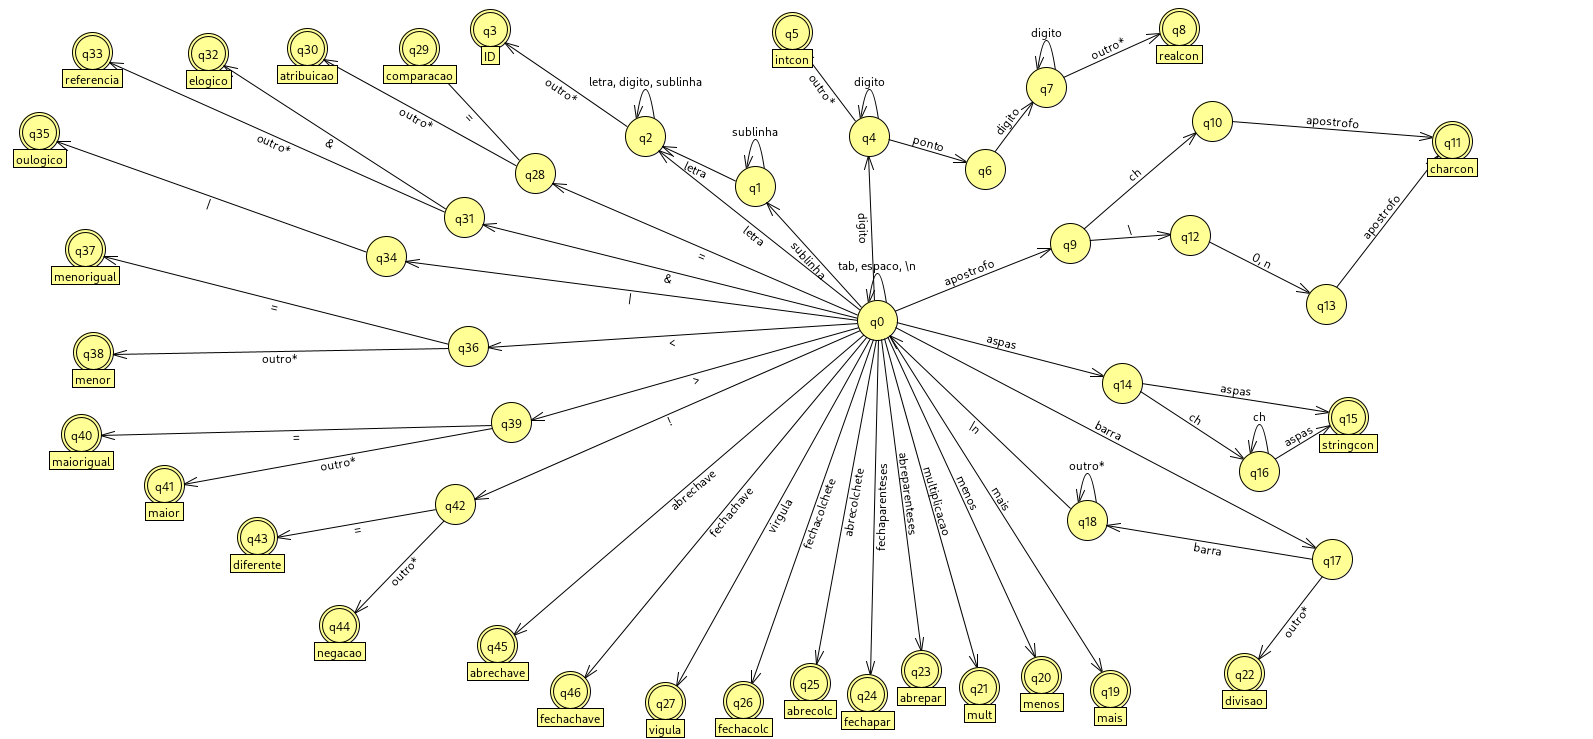 q33
referencia
q32
elogico
q30
atribuicao
q29
comparacao
q3
ID
q5
intcon
q8
realcon
q35
oulogico
q37
menorigual
q38
menor
q40
maiorigual
q41
maior
q43
diferente
q44
negacao
q45
abrechave
q46
fechachave
q27
vigula
q26
fechacolc
q25
abrecolc
q24
fechapar
q23
abrepar
q21
mult
q20
menos
q19
mais
q22
divisao
q15
stringcon
q11
charcon
q2
letra, digito, sublinha
outro*
q1
sublinha
letra
letra
sublinha
q4
digito
outro*
ponto
digito
q6
digito
q7
digito
outro*
q10
apostrofo
q9
ch
\
q12
0, n
q13
apostrofo
q0
tab, espaco, \n
apostrofo
q28
=
outro*
=
q31
&
outro*
&
q34
|
|
q36
=
outro*
<
q39
=
outro*
>
q42
=
outro*
!
abrechave
fechachave
virgula
fechacolchete
abrecolchete
fechaparenteses
abreparenteses
multiplicacao
menos
mais
aspas
q14
aspas
ch
q16
ch
aspas
barra
q17
barra
outro*
q18
outro*
\n